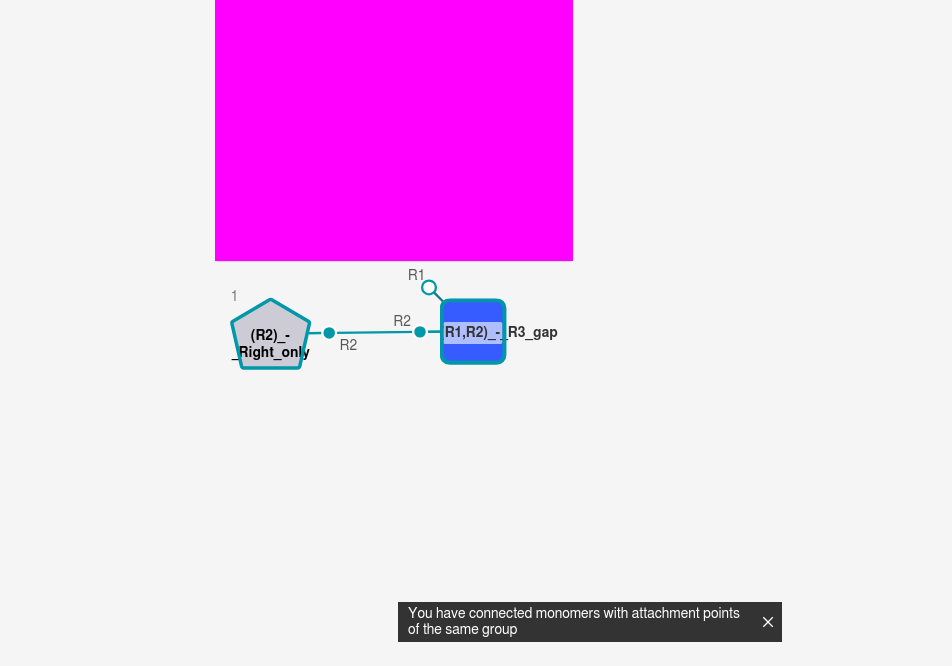 R1
1
R2
(R2)_-
_Right_only
R1,R2)_-_R3_gap
R2
You have connected monomers with attachment points
of the same group